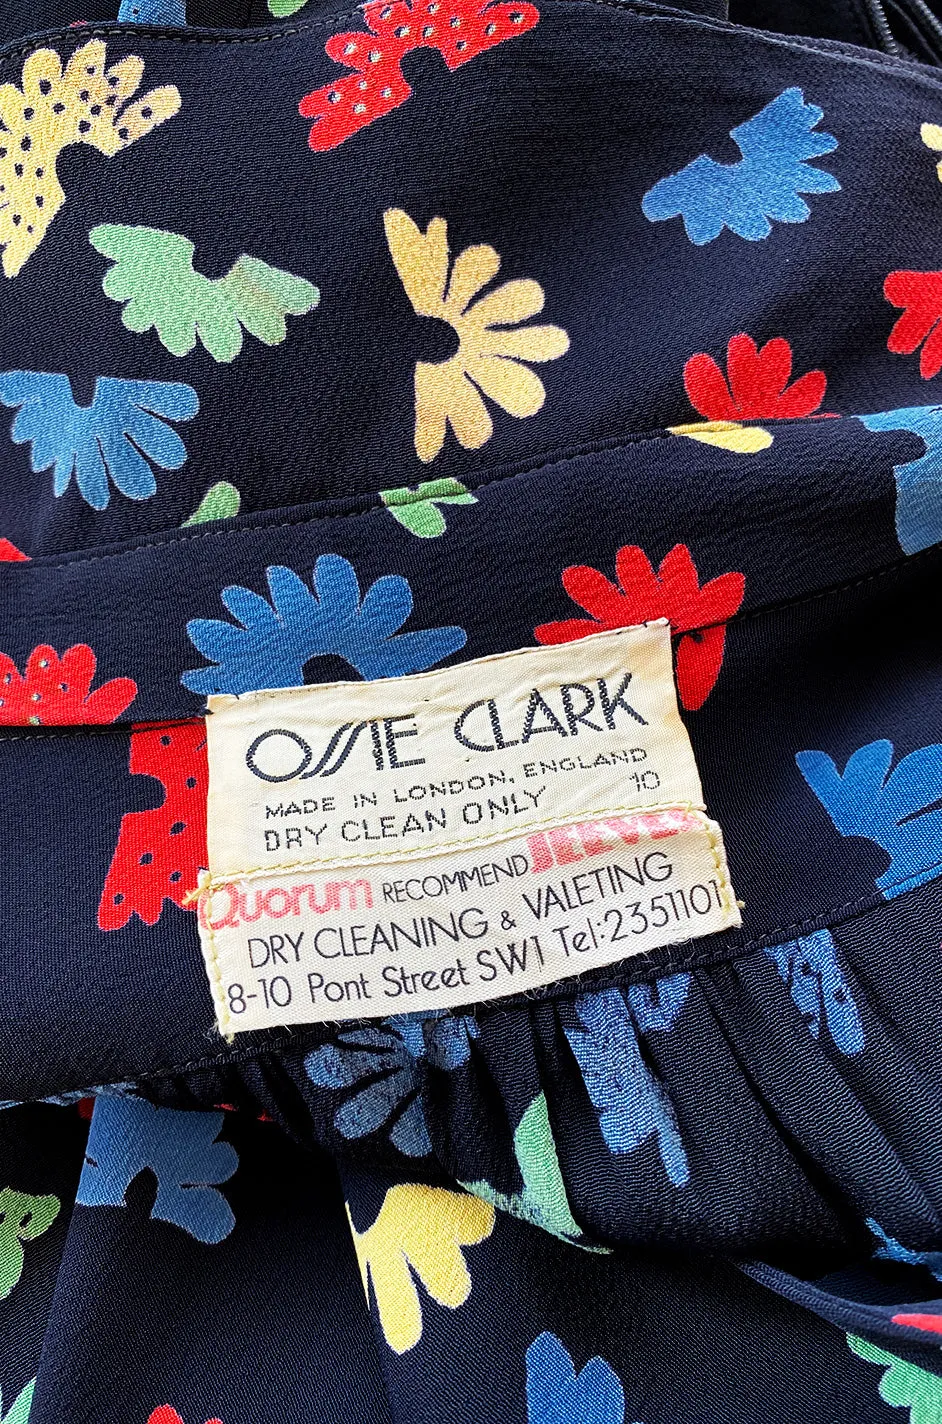 OSSIE CLARK
MADE IN LONDON, ENGLAND
DRY CLEAN ONLY 10
Quorum RECOMMEND JEEVES
DRY CLEANING & VALETING
8-10 Pont Street SW1 Tel:2351101